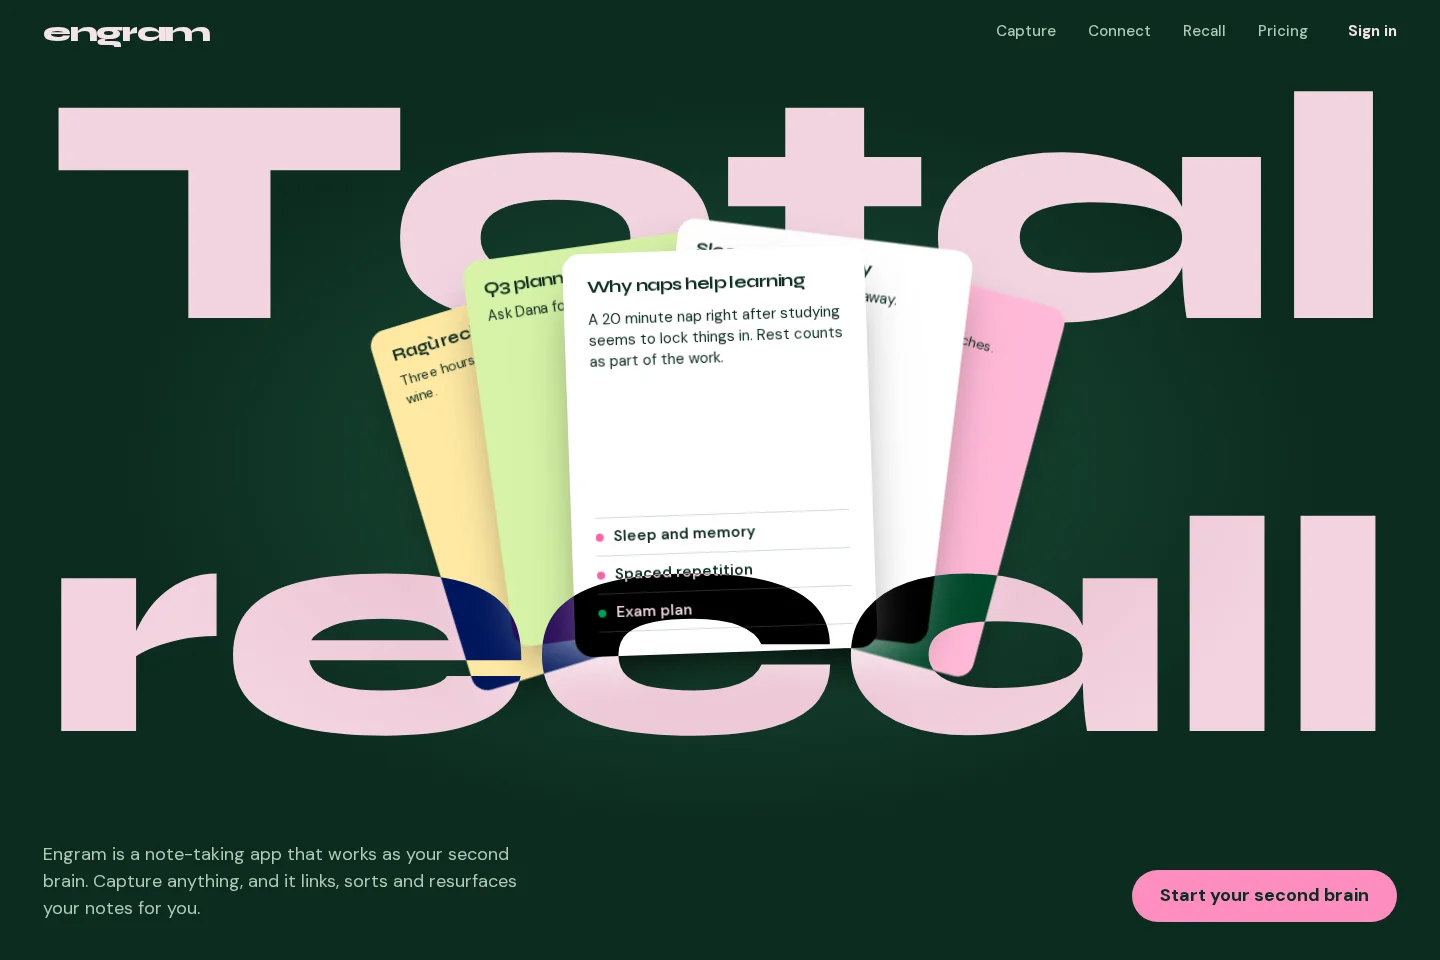 engram
Capture
Connect
Recall
Pricing
Sign in
Total
recall
Ragù
Three hours
wine.
Q3
Ask Dana
Why naps help learning
A 20 minute nap right after studying
seems to lock things in. Rest counts
as part of the work.
Sleep and memory
Spaced repetition
Exam plan
away.
Engram is a note-taking app that works as your second
brain. Capture anything, and it links, sorts and resurfaces
your notes for you.
Start your second brain